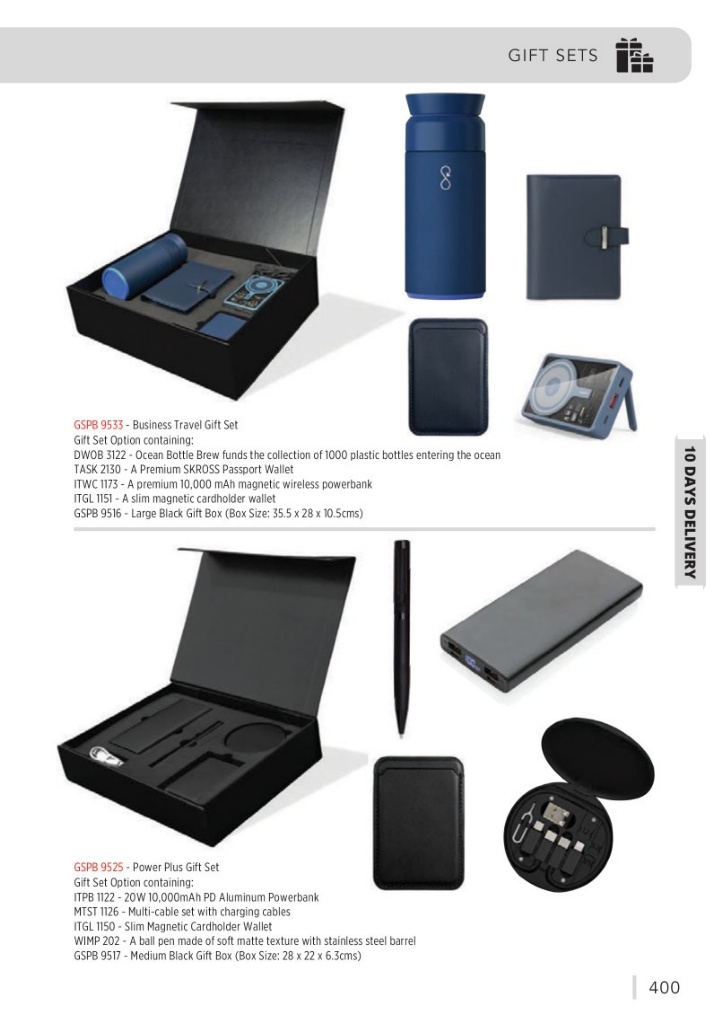 GIFT SETS
GSPB 9533 - Business Travel Gift Set
Gift Set Option containing:
DWOB 3122 - Ocean Bottle Brew funds the collection of 1000 plastic bottles entering the ocean
TASK 2130 - A Premium SKROSS Passport Wallet
ITWC 1173 - A premium 10,000 mAh magnetic wireless powerbank
ITGL 1151 - A slim magnetic cardholder wallet
GSPB 9516 - Large Black Gift Box (Box Size: 35.5 x 28 x 10.5cms)
10 DAYS DELIVERY
GSPB 9525 - Power Plus Gift Set
Gift Set Option containing:
ITPB 1122 - 20W 10,000mAh PD Aluminum Powerbank
MTST 1126 - Multi-cable set with charging cables
ITGL 1150 - Slim Magnetic Cardholder Wallet
WIMP 202 - A ball pen made of soft matte texture with stainless steel barrel
GSPB 9517 - Medium Black Gift Box (Box Size: 28 x 22 x 6.3cms)
400